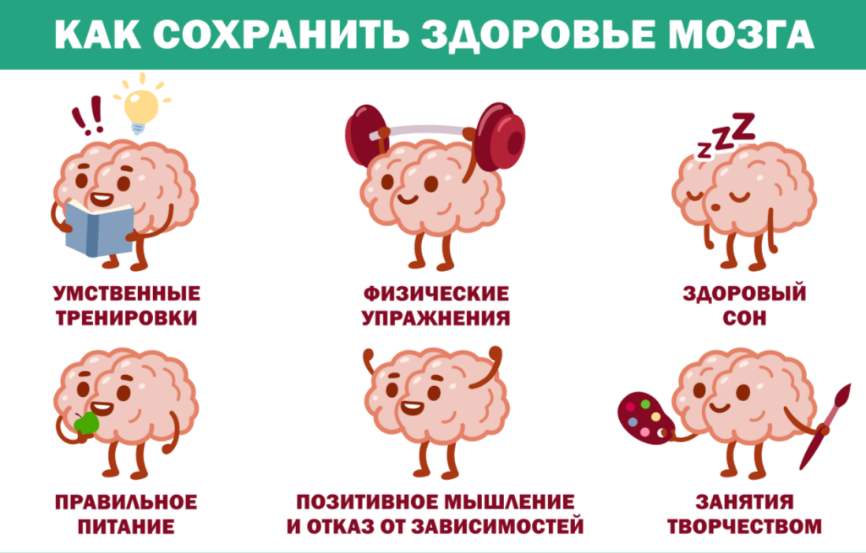 КАК СОХРАНИТЬ ЗДОРОВЬЕ МОЗГА
!!
zzZ
УМСТВЕННЫЕ
ТРЕНИРОВКИ
ФИЗИЧЕСКИЕ
УПРАЖНЕНИЯ
ЗДОРОВЫЙ
СОН
ПРАВИЛЬНОЕ
ПИТАНИЕ
ПОЗИТИВНОЕ МЫШЛЕНИЕ
И ОТКАЗ ОТ ЗАВИСИМОСТЕЙ
ЗАНЯТИЯ
ТВОРЧЕСТВОМ